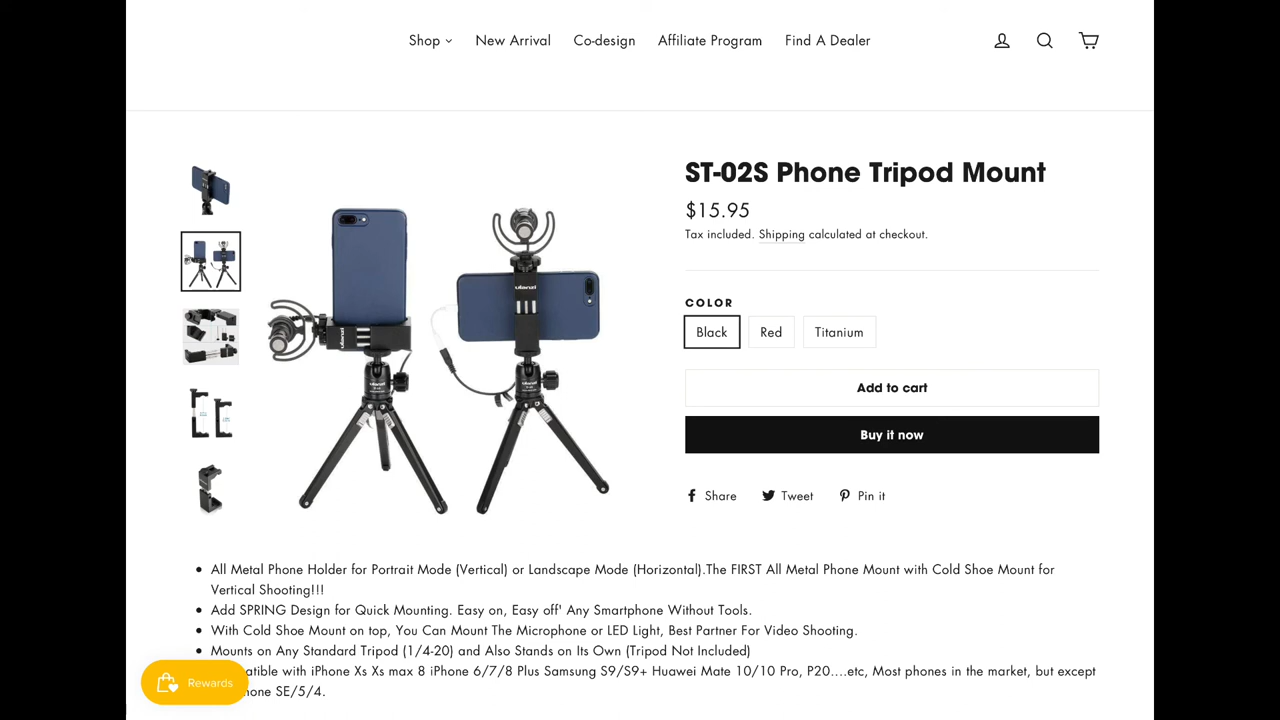 Shop
New Arrival
Co-design
Affiliate Program
Find A Dealer
ST-02S Phone Tripod Mount
$15.95
Tax included. Shipping calculated at checkout.
COLOR
Black
Red
Titanium
Add to cart
Buy it now
Share
Tweet
Pin it
ulanzi
ulanzi
ulanzi
ulanzi
All Metal Phone Holder for Portrait Mode (Vertical) or Landscape Mode (Horizontal).The FIRST All Metal Phone Mount with Cold Shoe Mount for
Vertical Shooting!!!
Add SPRING Design for Quick Mounting. Easy on, Easy off' Any Smartphone Without Tools.
With Cold Shoe Mount on top, You Can Mount The Microphone or LED Light, Best Partner For Video Shooting.
Mounts on Any Standard Tripod (1/4-20) and Also Stands on Its Own (Tripod Not Included)
atible with iPhone Xs Xs max 8 iPhone 6/7/8 Plus Samsung S9/S9+ Huawei Mate 10/10 Pro, P20....etc, Most phones in the market, but except
one SE/5/4.
Rewards